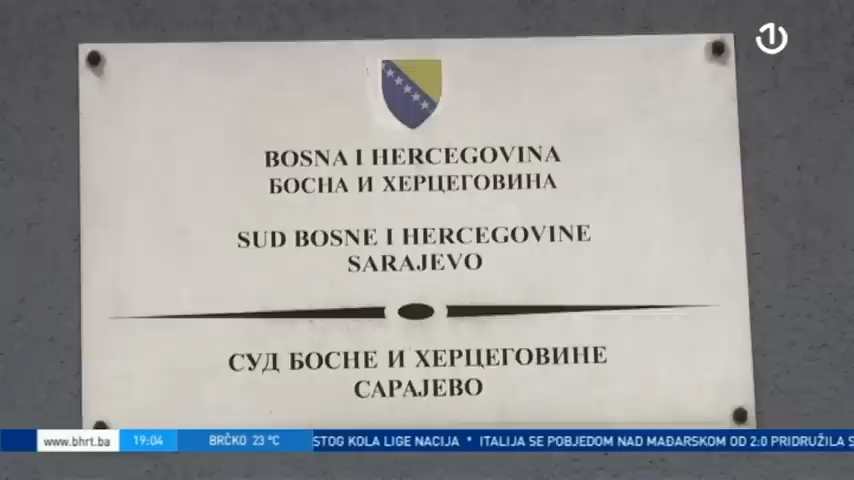 1
BOSNA I HERCEGOVINA
БОСНА И ХЕРЦЕГОВИНА
SUD BOSNE I HERCEGOVINE
SARAJEVO
СУД БОСНЕ И ХЕРЦЕГОВИНЕ
САРАЈЕВО
www.bhrt.ba 19:04 BRČKO 23 °C STOG KOLA LIGE NACIJA * ITALIJA SE POBJEDOM NAD MAĐARSKOM OD 2:0 PRIDRUŽILA S